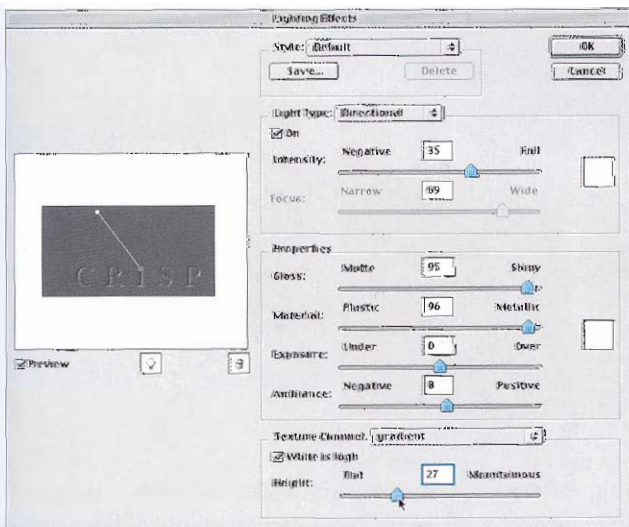 Lighting Effects
Style: Default
OK
Save...
Delete
Cancel
Light Type: Directional
On
Intensity: Negative 35 Full
Focus: Narrow 69 Wide
CRISP
Properties
Gloss: Matte 95 Shiny
Material: Plastic 96 Metallic
Exposure: Under 0 Over
Preview
Ambiance: Negative 8 Positive
Texture Channel: gradient
White is High
Height: Flat 27 Mountainous